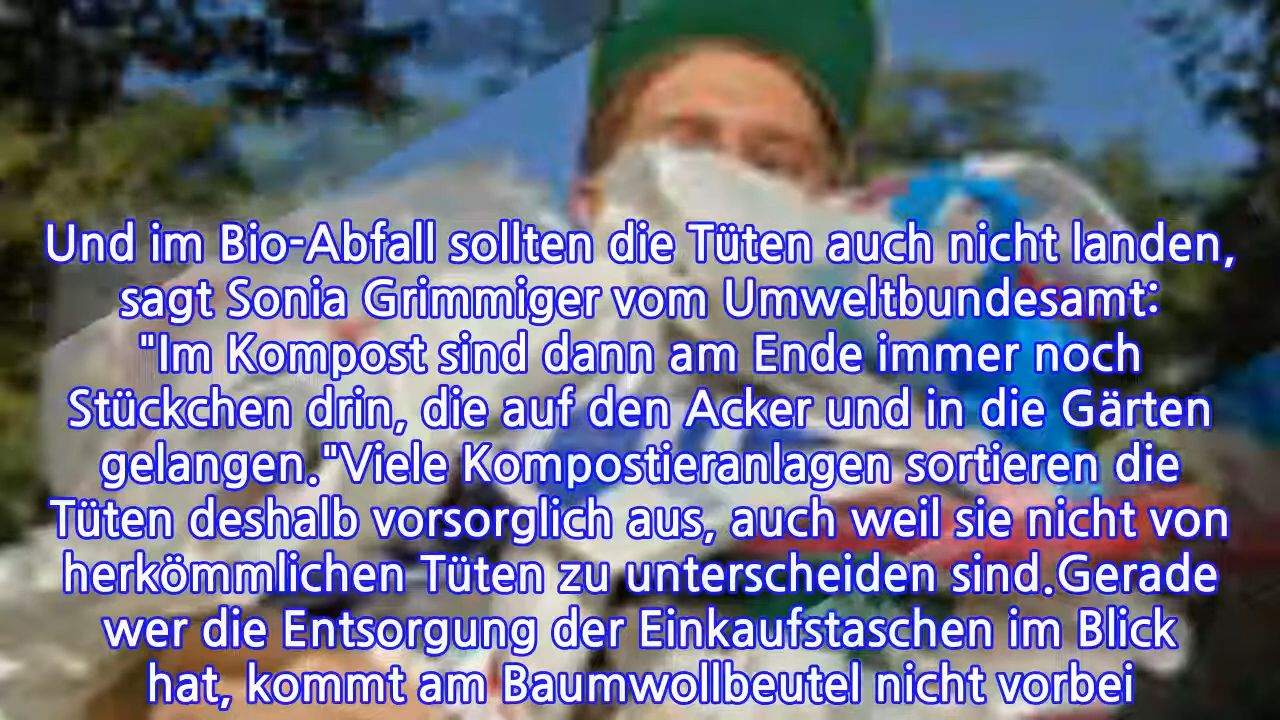 Und im Bio-Abfall sollten die Tüten auch nicht landen,
sagt Sonia Grimmiger vom Umweltbundesamt:
"Im Kompost sind dann am Ende immer noch
Stückchen drin, die auf den Acker und in die Gärten
gelangen."Viele Kompostieranlagen sortieren die
Tüten deshalb vorsorglich aus, auch weil sie nicht von
herkömmlichen Tüten zu unterscheiden sind.Gerade
wer die Entsorgung der Einkaufstaschen im Blick
hat, kommt am Baumwollbeutel nicht vorbei